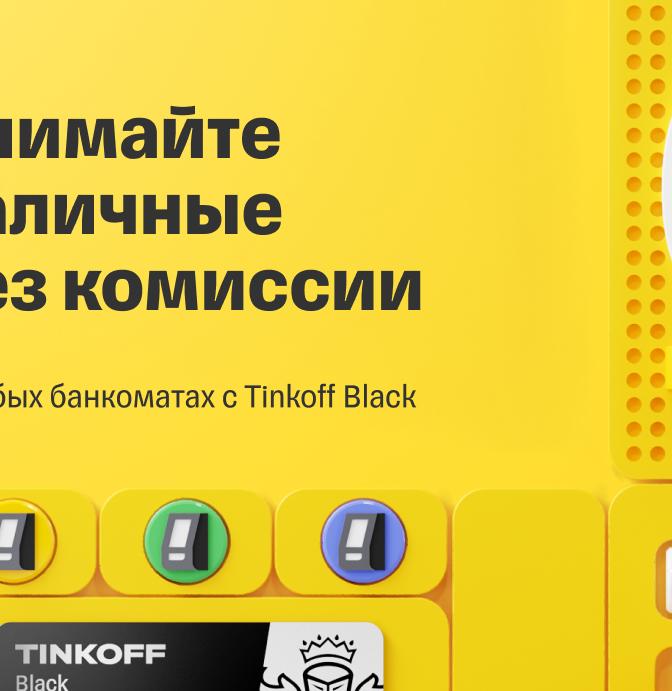 нимайте
аличные
ез комиссии
бых банкоматах с Tinkoff Black
TINKOFF
Black